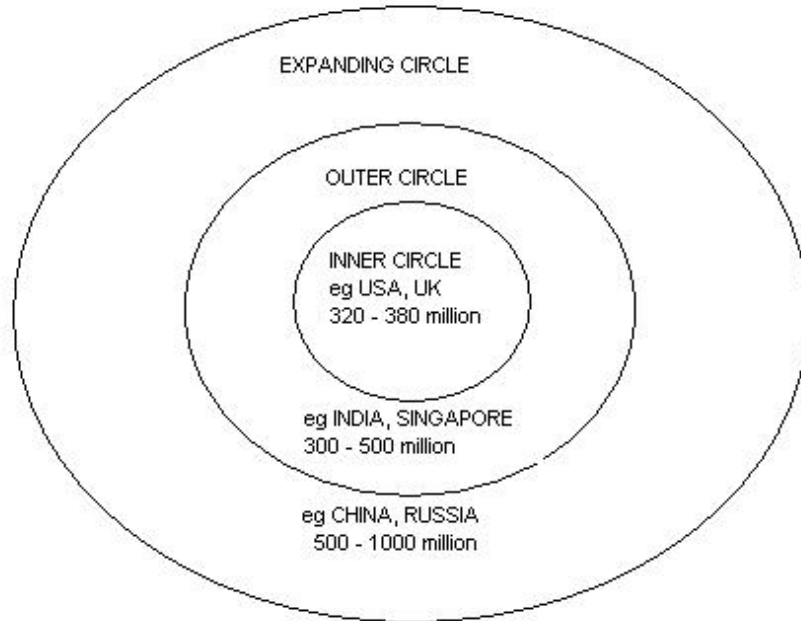 EXPANDING CIRCLE
OUTER CIRCLE
INNER CIRCLE
eg USA, UK
320 - 380 million
eg INDIA, SINGAPORE
300 - 500 million
eg CHINA, RUSSIA
500 - 1000 million